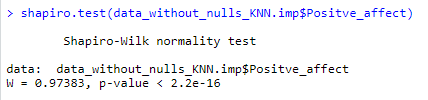 > shapiro.test(data_without_nulls_KNN.imp$Positve_affect)
Shapiro-Wilk normality test
data:  data_without_nulls_KNN.imp$Positve_affect
W = 0.97383, p-value < 2.2e-16